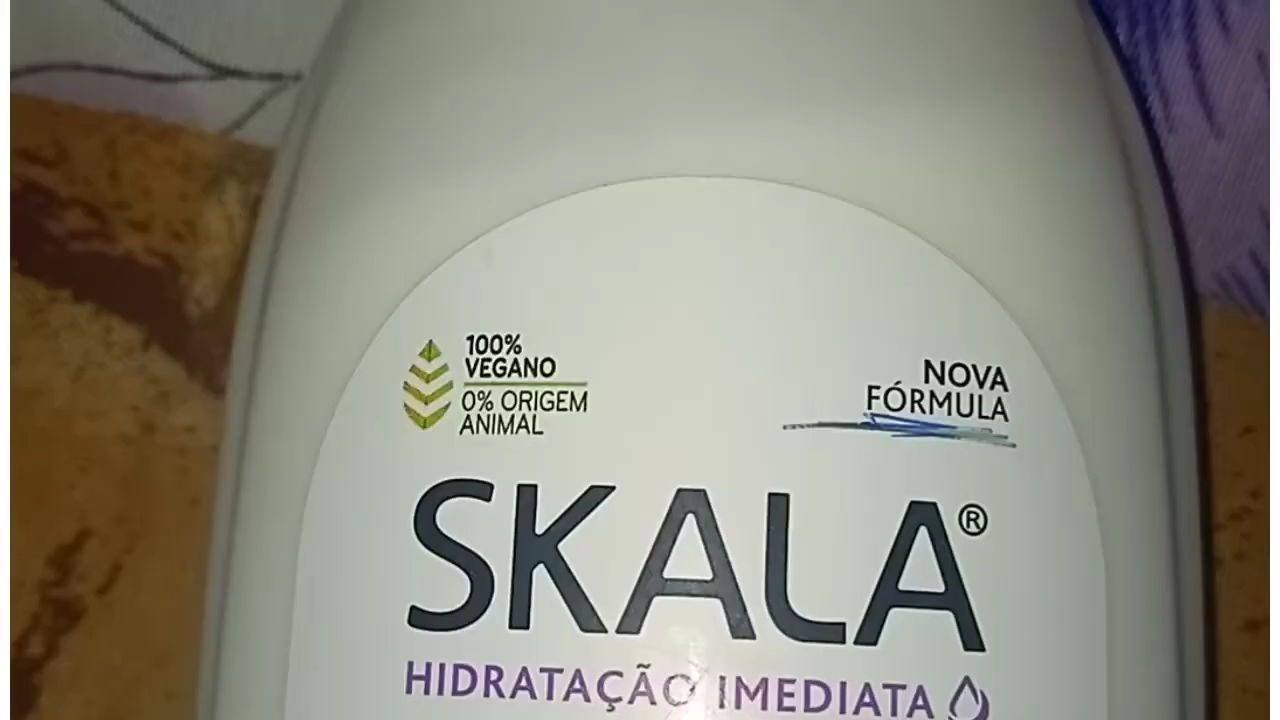 100%
VEGANO
0% ORIGEM
ANIMAL
NOVA
FÓRMULA
SKALA®
HIDRATAÇÃO IMEDIATA